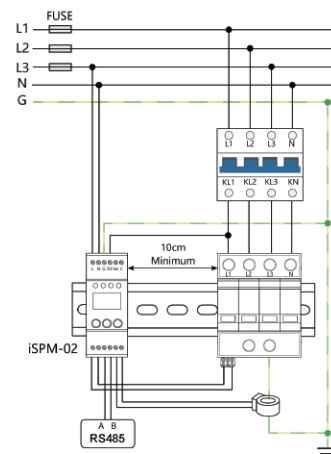 FUSE
L1
L2
L3
N
G
L1 L2 L3 N
KL1 KL2 KL3 KN
10cm
Minimum
L1 L2 L3 N
iSPM-02
A B
RS485